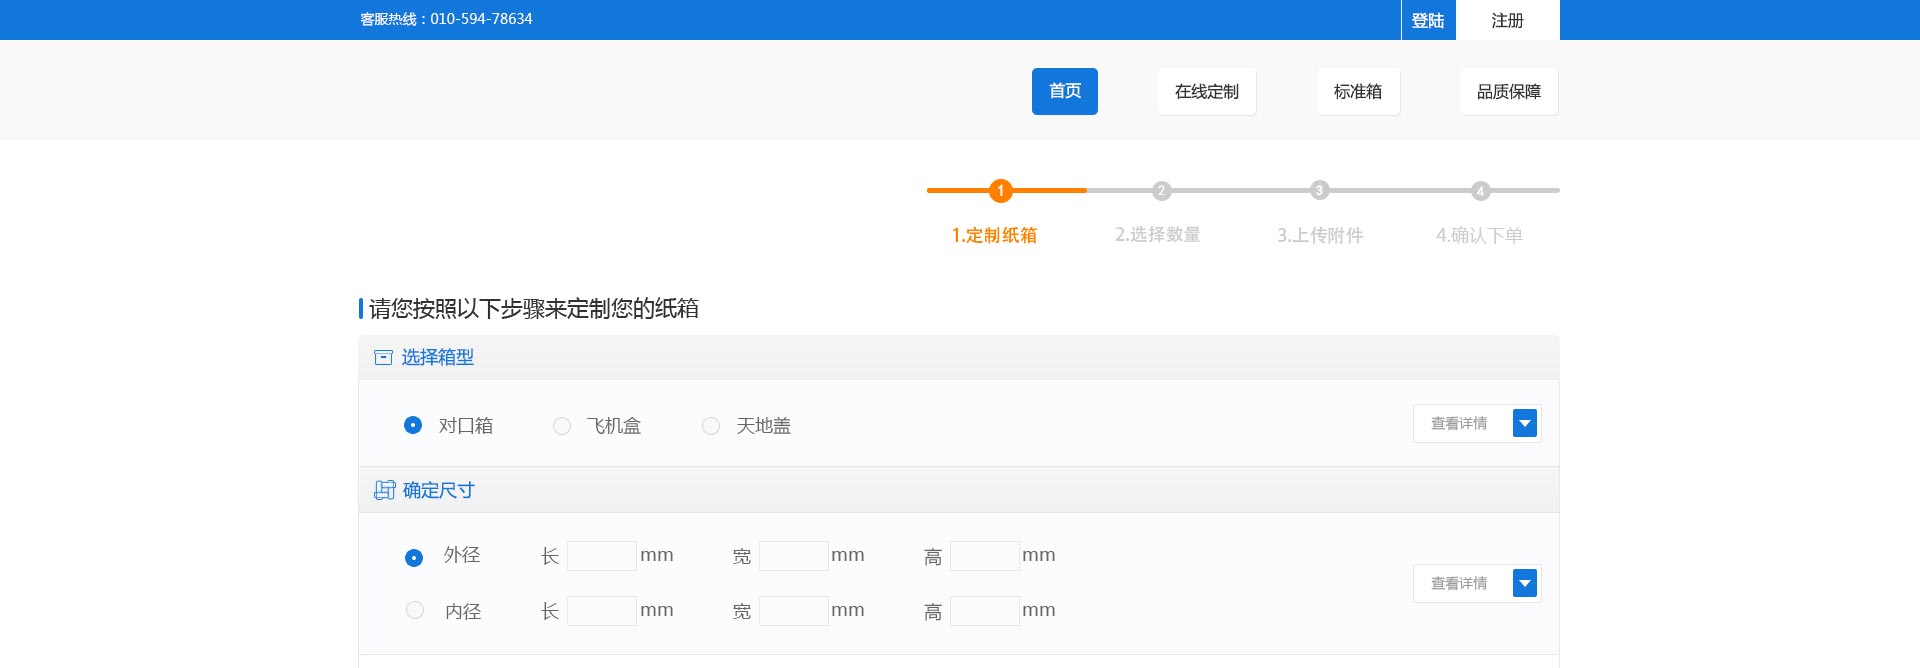 客服热线：010-594-78634 登陆 注册
首页 在线定制 标准箱 品质保障
1 2 3 4
1.定制纸箱 2.选择数量 3.上传附件 4.确认下单
请您按照以下步骤来定制您的纸箱
选择箱型
对口箱 飞机盒 天地盖 查看详情
确定尺寸
外径 长 mm 宽 mm 高 mm
查看详情
内径 长 mm 宽 mm 高 mm